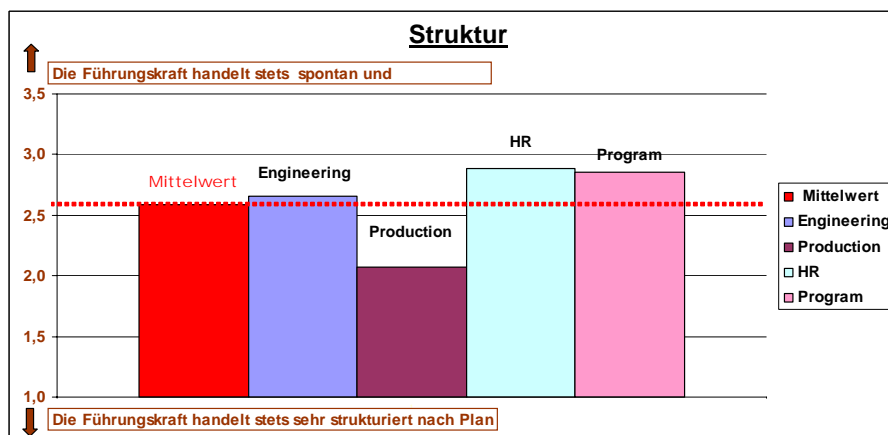 Struktur
Die Führungskraft handelt stets spontan und
3,5
3,0
2,5
2,0
1,5
1,0
Mittelwert
Engineering
Production
HR
Program
Mittelwert
Engineering
Production
HR
Program
Die Führungskraft handelt stets sehr strukturiert nach Plan